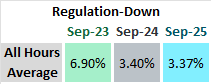 Regulation-Down
Sep-23 Sep-24 Sep-25
All Hours Average 6.90% 3.40% 3.37%